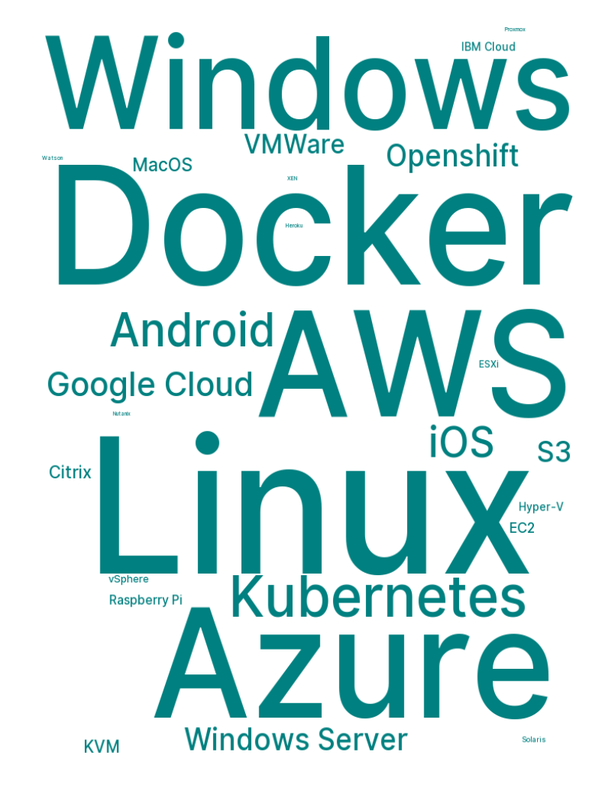 Proxmox
IBM Cloud
Windows
VMWare
Openshift
Watson
MacOS
XEN
Docker
Heroku
Android
AWS
ESXi
Google Cloud
Nutanix
iOS
S3
Citrix
Linux
Hyper-V
EC2
vSphere
Kubernetes
Raspberry Pi
Azure
Windows Server
KVM
Solaris